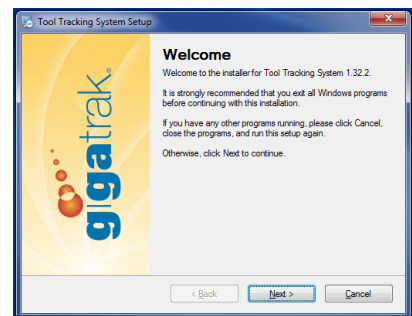 Tool Tracking System Setup
gigatrak.
Welcome
Welcome to the installer for Tool Tracking System 1.32.2.
It is strongly recommended that you exit all Windows programs
before continuing with this installation.
If you have any other programs running, please click Cancel,
close the programs, and run this setup again.
Otherwise, click Next to continue.
< Back
Next >
Cancel